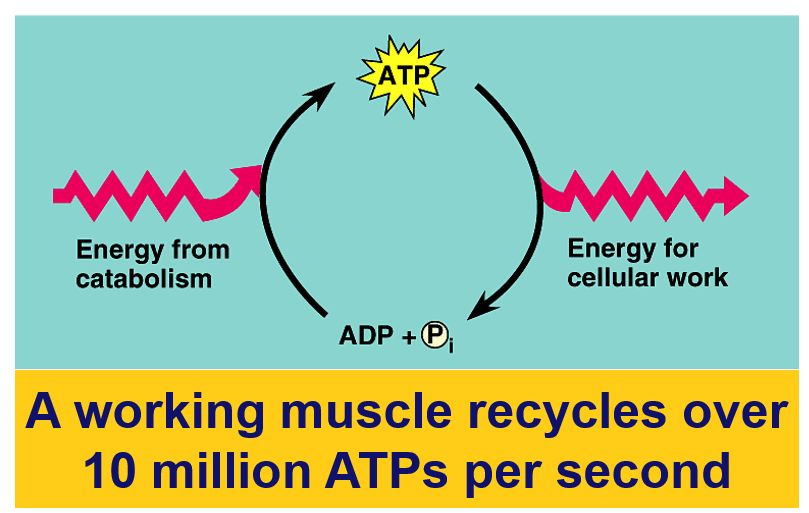 ATP
Energy from
catabolism
Energy for
cellular work
ADP + Pi
A working muscle recycles over
10 million ATPs per second